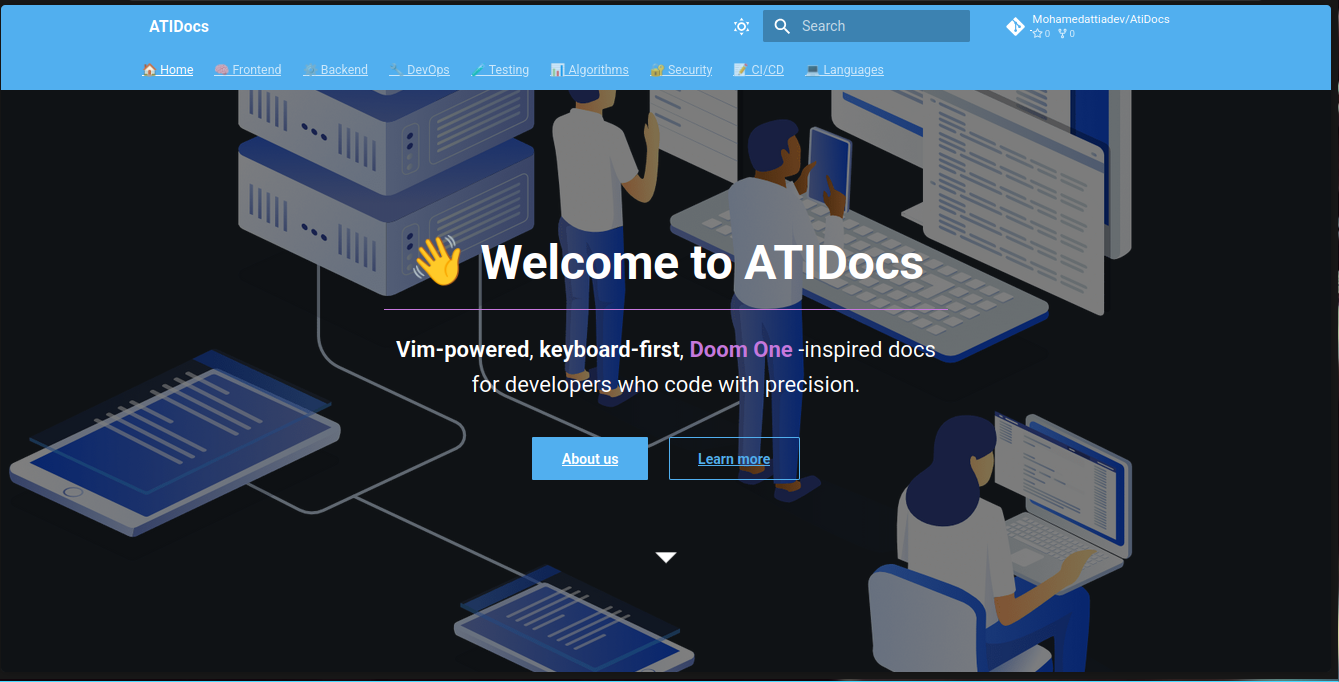 ATIDocs
Search
Mohamedattiadev/AtiDocs
0 0
🏠 Home 🧠 Frontend ⚙️ Backend 🔧 DevOps 🧪 Testing 📊 Algorithms 🔐 Security 📝 CI/CD 💻 Languages
👋 Welcome to ATIDocs
Vim-powered, keyboard-first, Doom One -inspired docs
for developers who code with precision.
About us Learn more